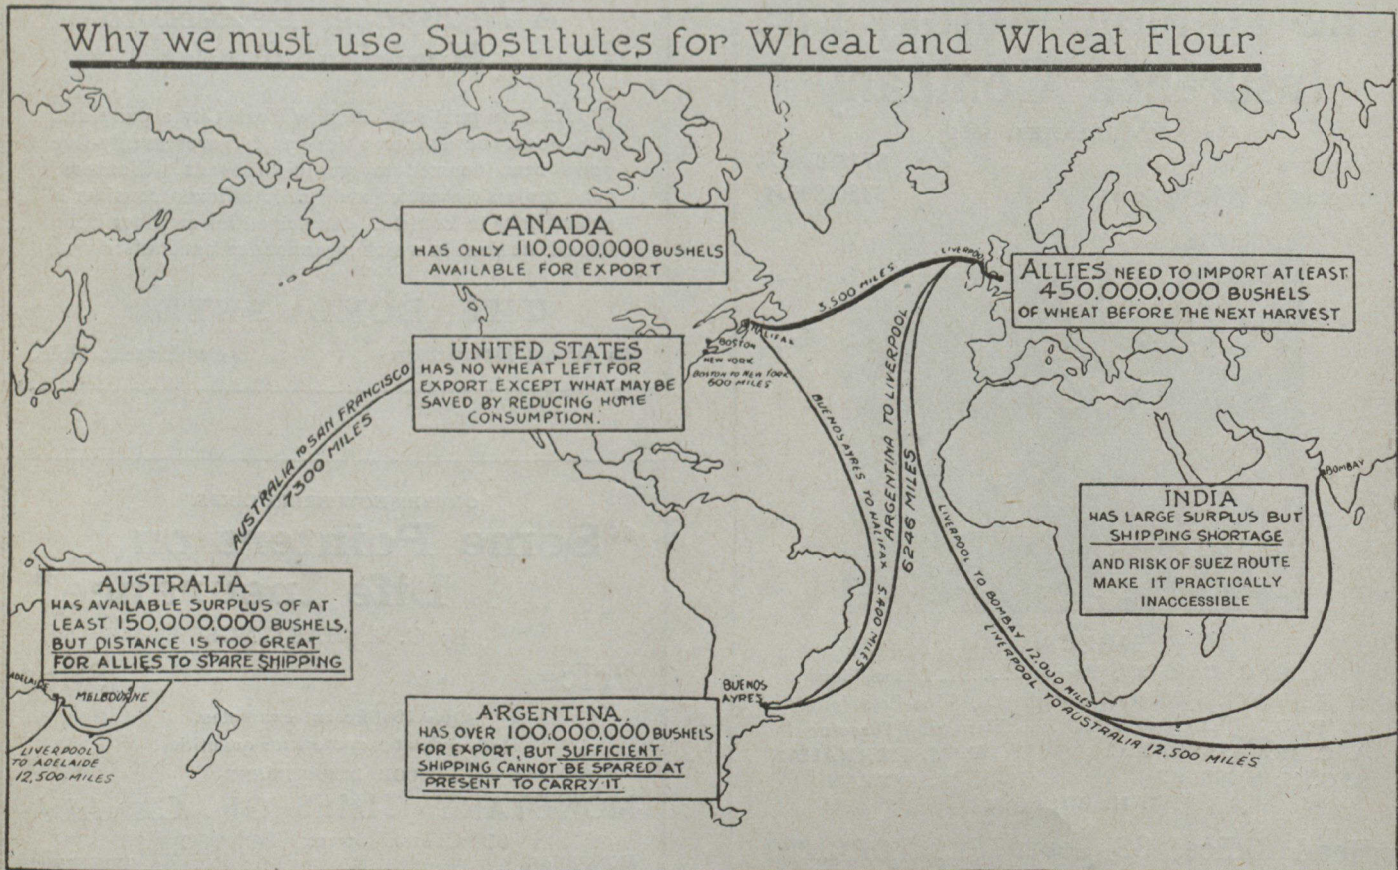 Why we must use Substitutes for Wheat and Wheat Flour.
CANADA
HAS ONLY 110,000,000 BUSHELS
AVAILABLE FOR EXPORT
LIVERPOOL
3,500 MILES
ALLIES NEED TO IMPORT AT LEAST
450,000,000 BUSHELS
OF WHEAT BEFORE THE NEXT HARVEST
HALIFAX
BOSTON
NEW YORK
BOSTON TO NEW YORK
600 MILES
UNITED STATES
HAS NO WHEAT LEFT FOR
EXPORT EXCEPT WHAT MAY BE
SAVED BY REDUCING HOME
CONSUMPTION.
AUSTRALIA TO SAN FRANCISCO
7300 MILES
BUENOS AYRES TO HALIFAX 5400 MILES
ARGENTINA TO LIVERPOOL
6246 MILES
LIVERPOOL TO BOMBAY 12,000 MILES
LIVERPOOL TO AUSTRALIA 12,500 MILES
BOMBAY
INDIA
HAS LARGE SURPLUS BUT
SHIPPING SHORTAGE
AND RISK OF SUEZ ROUTE
MAKE IT PRACTICALLY
INACCESSIBLE
AUSTRALIA
HAS AVAILABLE SURPLUS OF AT
LEAST 150,000,000 BUSHELS,
BUT DISTANCE IS TOO GREAT
FOR ALLIES TO SPARE SHIPPING
ADELAIDE
MELBOURNE
LIVERPOOL
TO ADELAIDE
12,500 MILES
BUENOS
AYRES
ARGENTINA.
HAS OVER 100,000,000 BUSHELS
FOR EXPORT, BUT SUFFICIENT
SHIPPING CANNOT BE SPARED AT
PRESENT TO CARRY IT